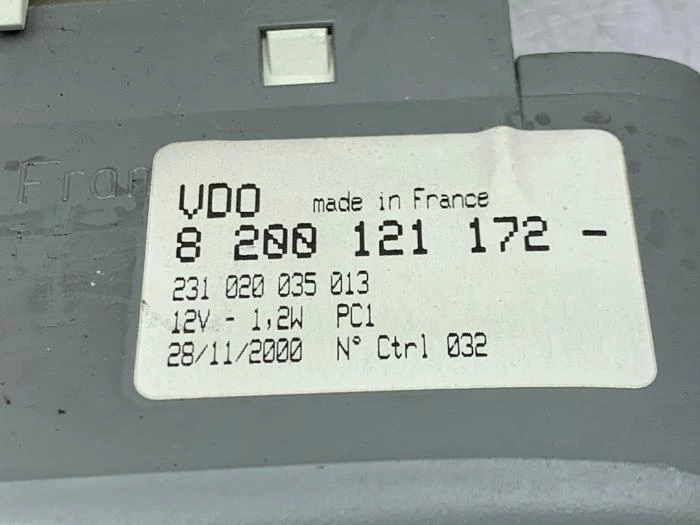 Fran
VDO made in France
8 200 121 172 -
231 020 035 013
12V - 1,2W PC1
28/11/2000 N° Ctrl 032